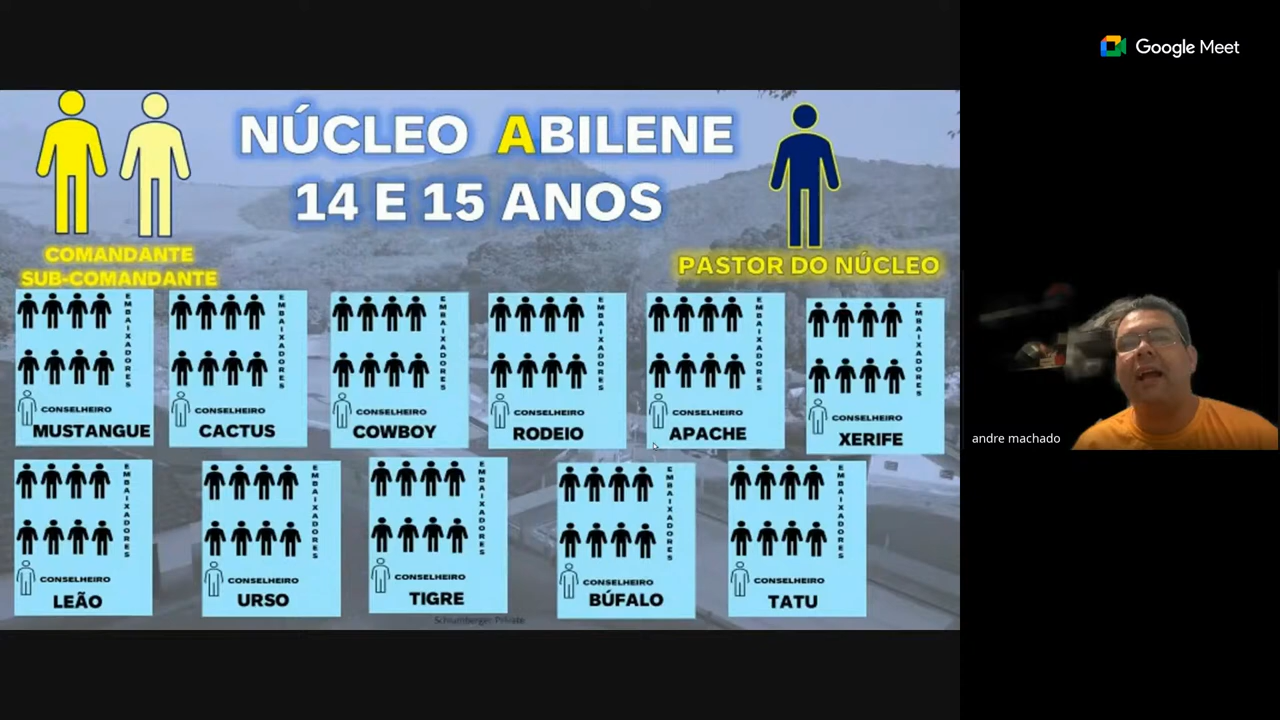 Google Meet
NÚCLEO ABILENE
14 E 15 ANOS
COMANDANTE
SUB-COMANDANTE
PASTOR DO NÚCLEO
EMBAIXADORES
CONSELHEIRO
MUSTANGUE
EMBAIXADORES
CONSELHEIRO
CACTUS
EMBAIXADORES
CONSELHEIRO
COWBOY
EMBAIXADORES
CONSELHEIRO
RODEIO
EMBAIXADORES
CONSELHEIRO
APACHE
EMBAIXADORES
CONSELHEIRO
XERIFE
EMBAIXADORES
CONSELHEIRO
LEÃO
EMBAIXADORES
CONSELHEIRO
URSO
EMBAIXADORES
CONSELHEIRO
TIGRE
EMBAIXADORES
CONSELHEIRO
BÚFALO
EMBAIXADORES
CONSELHEIRO
TATU
Schlumberger-Private
andre machado